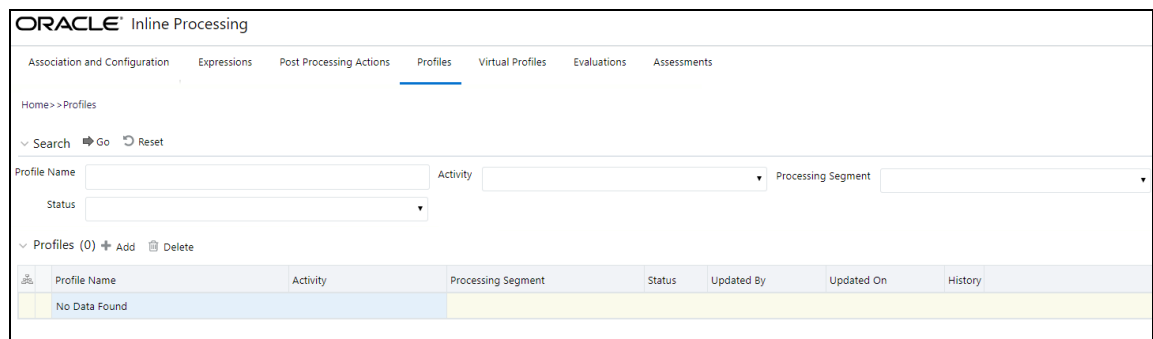 ORACLE® Inline Processing
Association and Configuration Expressions Post Processing Actions Profiles Virtual Profiles Evaluations Assessments
Home>>Profiles
Search Go Reset
Profile Name Activity Processing Segment
Status
Profiles (0) Add Delete
Profile Name Activity Processing Segment Status Updated By Updated On History
No Data Found